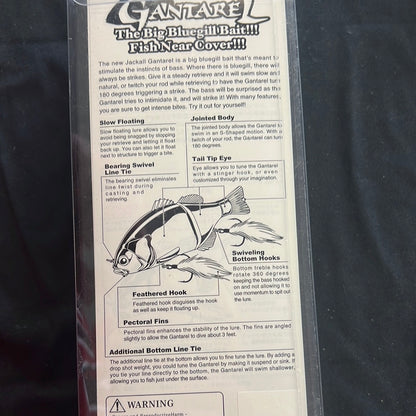 GANTAREL
The Big Bluegill Bait!!!
Fish Near Cover!!!
The new Jackall Gantarel is a big bluegill bait that's meant to
stimulate the instincts of bass. Where there is bluegill, there will
always be strikes. Give it a steady retrieve and it will swim slow and
natural, or twitch your rod while retrieving to have the Gantarel turn
180 degrees triggering a strike. The bass will be surprised as this
Gantarel tries to intimidate it, and will strike it! With many features,
you are sure to get intense bites. Try it out for yourself!
Slow Floating
Slow floating lure allows you to
avoid being snagged by stopping
your retrieve and letting it float
back up. You can also let it float
next to structure to trigger a bite.
Jointed Body
The jointed body allows the Gantarel to
swim in an S-Shaped motion. With a
twitch of your rod, the Gantarel can turn
180 degrees.
Bearing Swivel
Line Tie
The bearing swivel eliminates
line twist during
casting and
retrieving.
Tail Tip Eye
Eye allows you to tune the Gantarel
with a stinger hook, or even
customized through your imagination.
Swiveling
Bottom Hooks
Bottom treble hooks
rotate 360 degrees
keeping the bass hooked
on and not allowing it to
use momentum to spit out
the lure.
Feathered Hook
Feather hook disguises the hook
as well as keep it floating up.
Pectoral Fins
Pectoral fins enhances the stability of the lure. The fins are angled
slightly to allow the Gantarel to dive about 3 feet.
Additional Bottom Line Tie
The additional line tie at the bottom allows you to fine tune the lure. By adding a
drop shot weight, you could tune the Gantarel by making it suspend or sink. If
you tie your line directly to the bottom, the Gantarel will swim shallower,
allowing you to fish just under the surface.
WARNING
and Reproductive Harm -